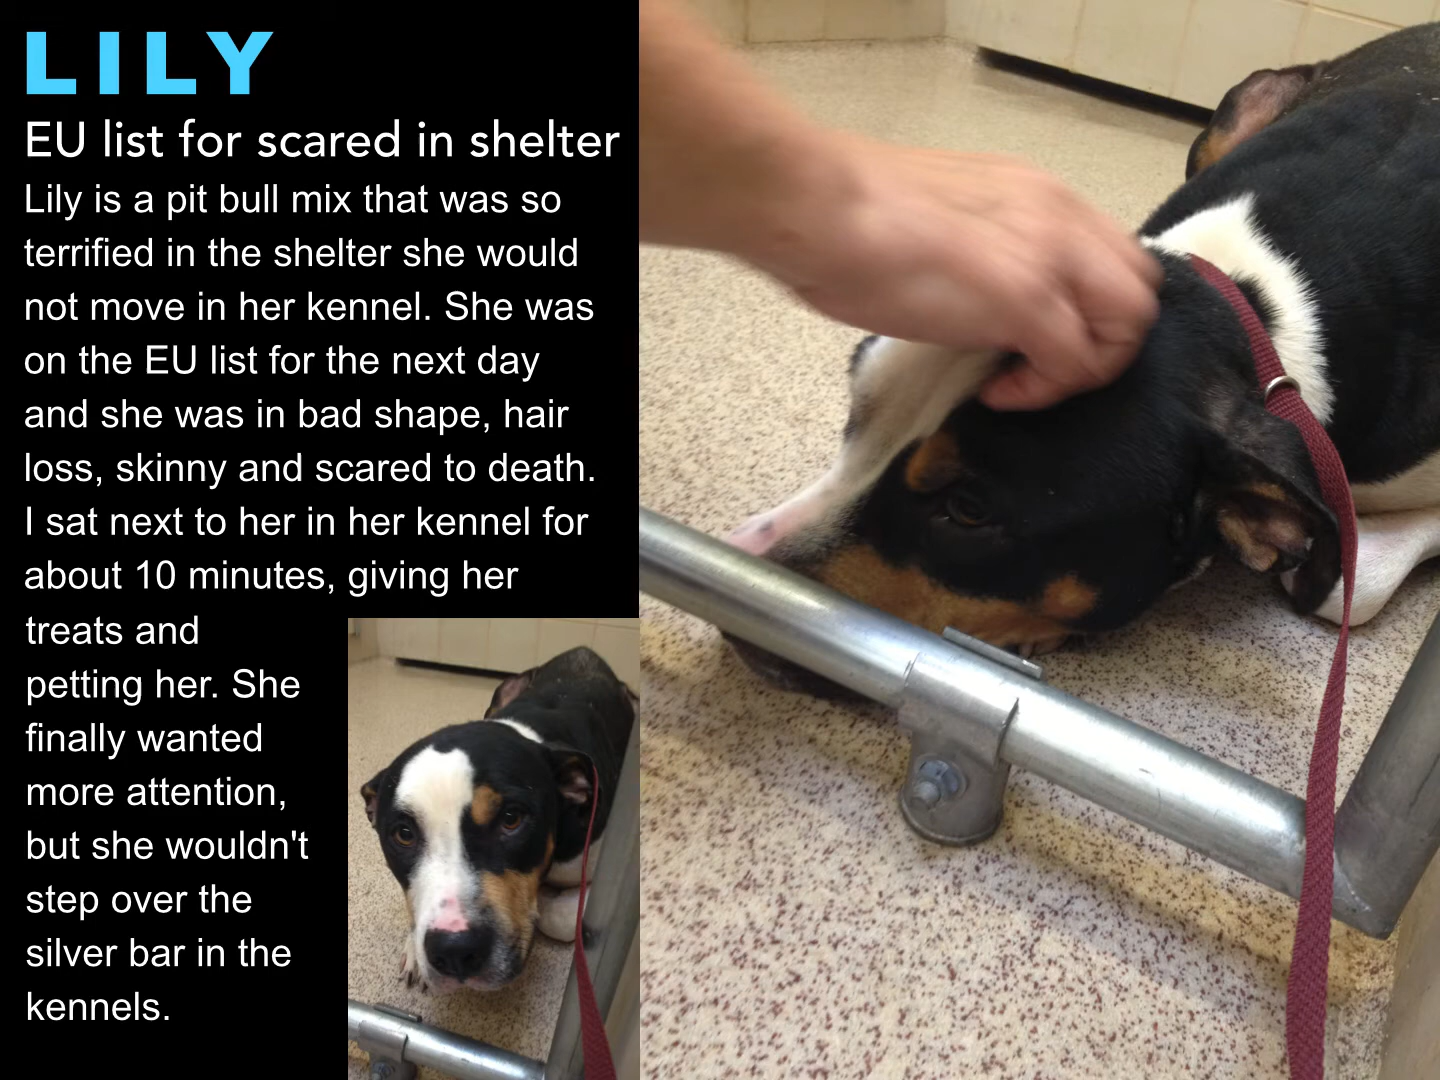 LILY
EU list for scared in shelter
Lily is a pit bull mix that was so
terrified in the shelter she would
not move in her kennel. She was
on the EU list for the next day
and she was in bad shape, hair
loss, skinny and scared to death.
I sat next to her in her kennel for
about 10 minutes, giving her
treats and
petting her. She
finally wanted
more attention,
but she wouldn't
step over the
silver bar in the
kennels.